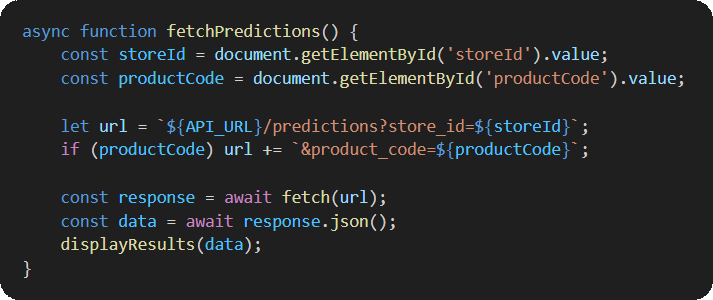 async function fetchPredictions() {
    const storeId = document.getElementById('storeId').value;
    const productCode = document.getElementById('productCode').value;

    let url = `${API_URL}/predictions?store_id=${storeId}`;
    if (productCode) url += `&product_code=${productCode}`;

    const response = await fetch(url);
    const data = await response.json();
    displayResults(data);
}